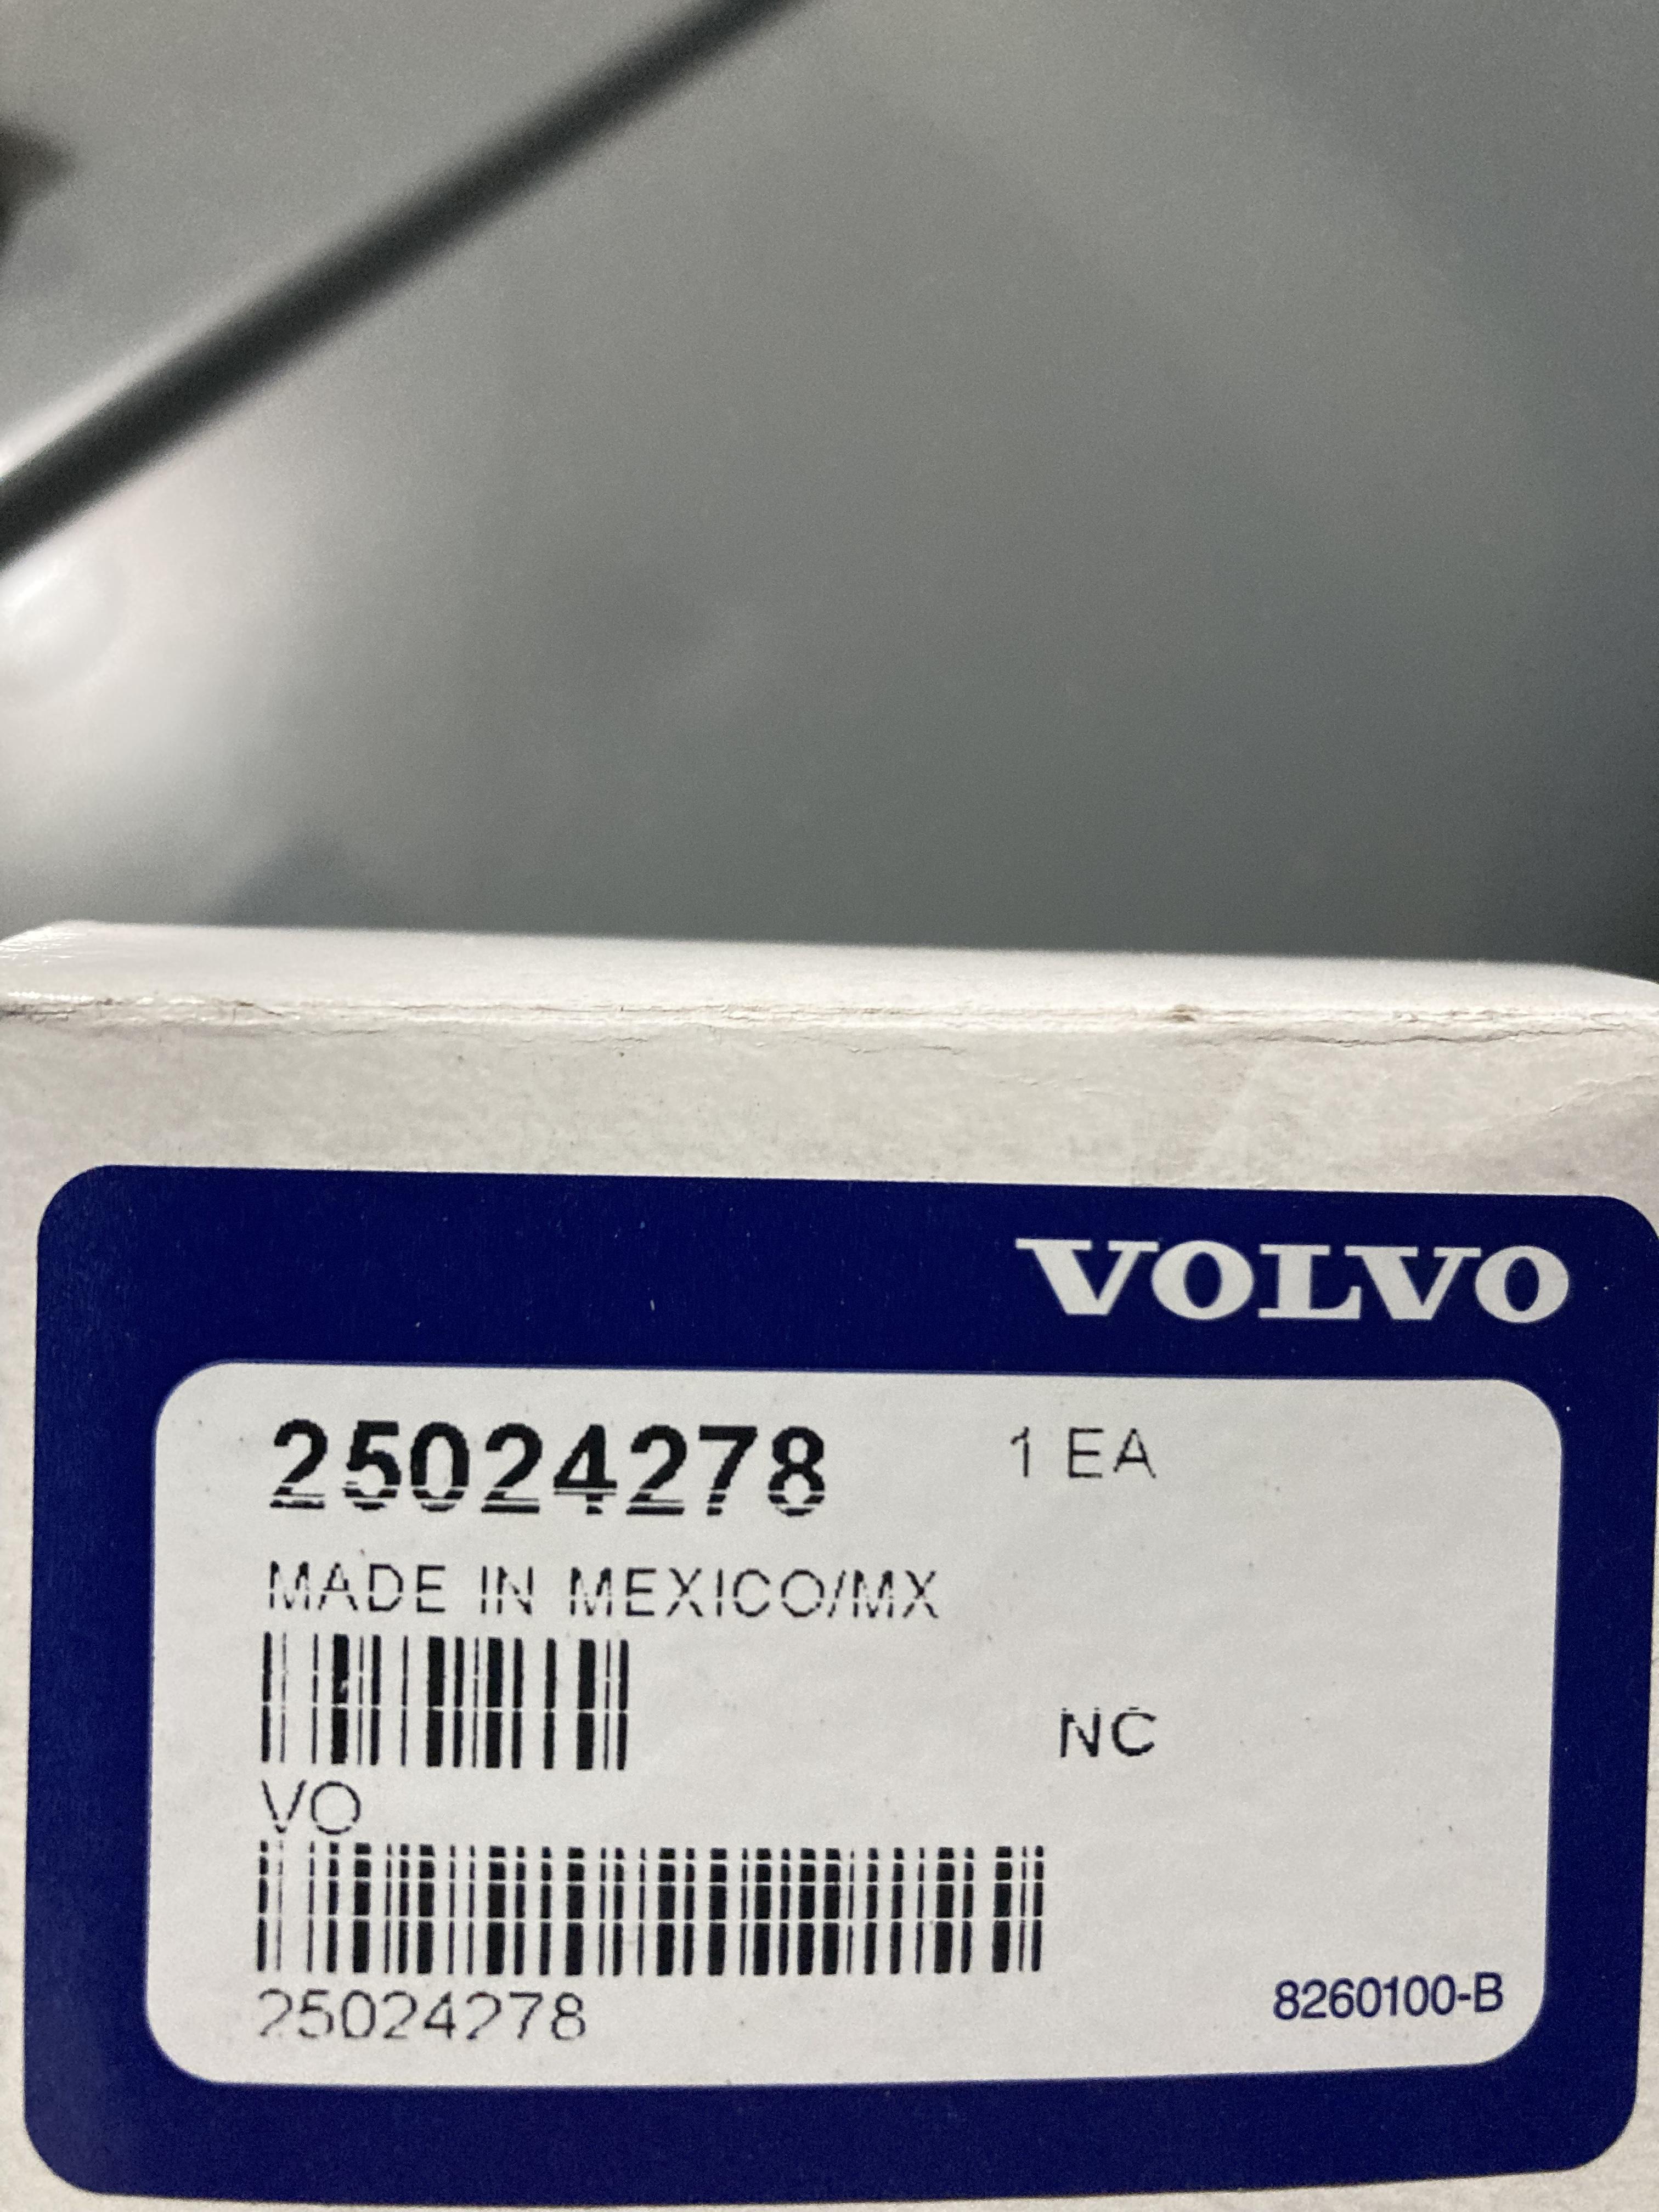 VOLVO
25024278 1 EA
MADE IN MEXICO/MX
NC
VO
25024278
8260100-B